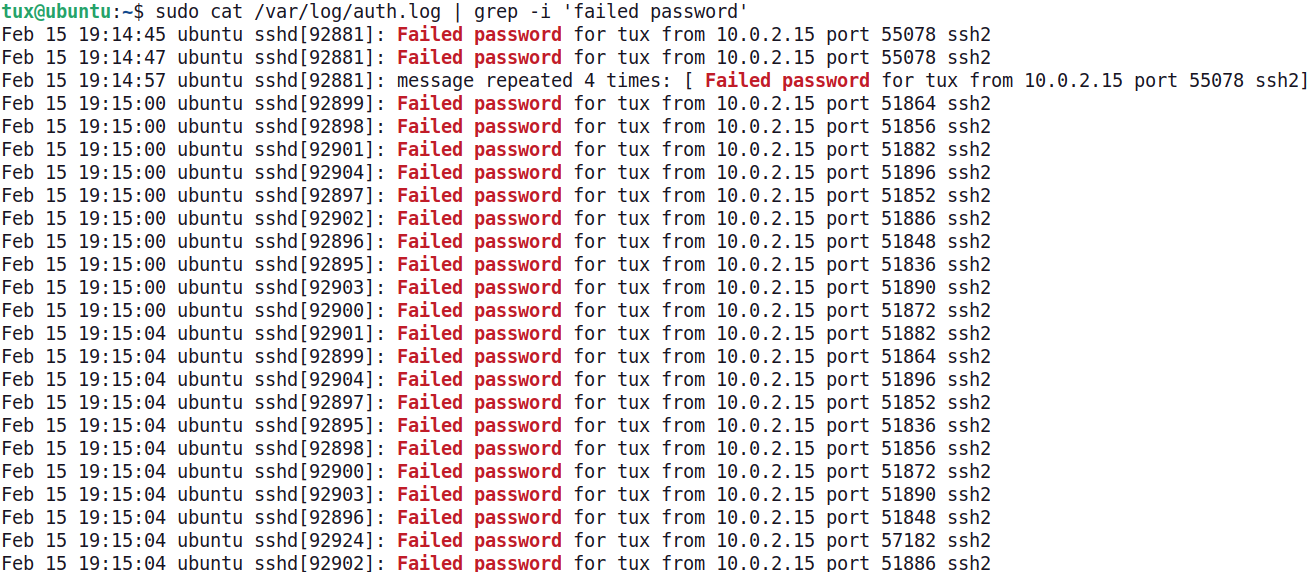 tux@ubuntu:~$ sudo cat /var/log/auth.log | grep -i 'failed password'
Feb 15 19:14:45 ubuntu sshd[92881]: Failed password for tux from 10.0.2.15 port 55078 ssh2
Feb 15 19:14:47 ubuntu sshd[92881]: Failed password for tux from 10.0.2.15 port 55078 ssh2
Feb 15 19:14:57 ubuntu sshd[92881]: message repeated 4 times: [ Failed password for tux from 10.0.2.15 port 55078 ssh2]
Feb 15 19:15:00 ubuntu sshd[92899]: Failed password for tux from 10.0.2.15 port 51864 ssh2
Feb 15 19:15:00 ubuntu sshd[92898]: Failed password for tux from 10.0.2.15 port 51856 ssh2
Feb 15 19:15:00 ubuntu sshd[92901]: Failed password for tux from 10.0.2.15 port 51882 ssh2
Feb 15 19:15:00 ubuntu sshd[92904]: Failed password for tux from 10.0.2.15 port 51896 ssh2
Feb 15 19:15:00 ubuntu sshd[92897]: Failed password for tux from 10.0.2.15 port 51852 ssh2
Feb 15 19:15:00 ubuntu sshd[92902]: Failed password for tux from 10.0.2.15 port 51886 ssh2
Feb 15 19:15:00 ubuntu sshd[92896]: Failed password for tux from 10.0.2.15 port 51848 ssh2
Feb 15 19:15:00 ubuntu sshd[92895]: Failed password for tux from 10.0.2.15 port 51836 ssh2
Feb 15 19:15:00 ubuntu sshd[92903]: Failed password for tux from 10.0.2.15 port 51890 ssh2
Feb 15 19:15:00 ubuntu sshd[92900]: Failed password for tux from 10.0.2.15 port 51872 ssh2
Feb 15 19:15:04 ubuntu sshd[92901]: Failed password for tux from 10.0.2.15 port 51882 ssh2
Feb 15 19:15:04 ubuntu sshd[92899]: Failed password for tux from 10.0.2.15 port 51864 ssh2
Feb 15 19:15:04 ubuntu sshd[92904]: Failed password for tux from 10.0.2.15 port 51896 ssh2
Feb 15 19:15:04 ubuntu sshd[92897]: Failed password for tux from 10.0.2.15 port 51852 ssh2
Feb 15 19:15:04 ubuntu sshd[92895]: Failed password for tux from 10.0.2.15 port 51836 ssh2
Feb 15 19:15:04 ubuntu sshd[92898]: Failed password for tux from 10.0.2.15 port 51856 ssh2
Feb 15 19:15:04 ubuntu sshd[92900]: Failed password for tux from 10.0.2.15 port 51872 ssh2
Feb 15 19:15:04 ubuntu sshd[92903]: Failed password for tux from 10.0.2.15 port 51890 ssh2
Feb 15 19:15:04 ubuntu sshd[92896]: Failed password for tux from 10.0.2.15 port 51848 ssh2
Feb 15 19:15:04 ubuntu sshd[92924]: Failed password for tux from 10.0.2.15 port 57182 ssh2
Feb 15 19:15:04 ubuntu sshd[92902]: Failed password for tux from 10.0.2.15 port 51886 ssh2